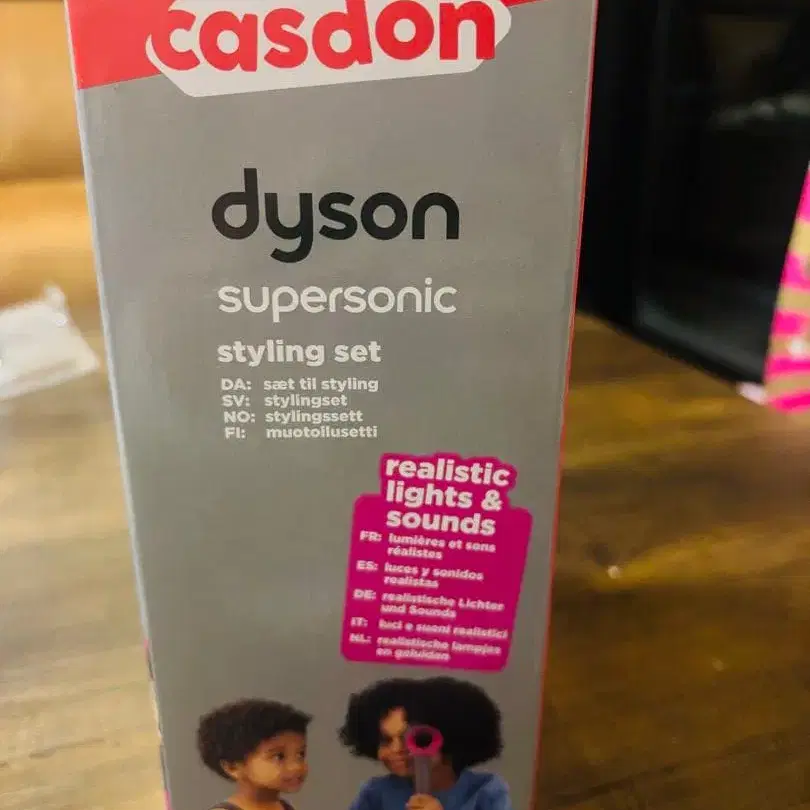 casdon
dyson
supersonic
styling set
DA: sæt til styling
SV: stylingset
NO: stylingssett
FI: muotoilusetti
realistic
lights &
sounds
FR: lumières et sons
réalistes
ES: luces y sonidos
realistas
DE: realistische Lichter
und Sounds
IT: luci e suoni realistici
NL: realistische lampjes
en geluiden